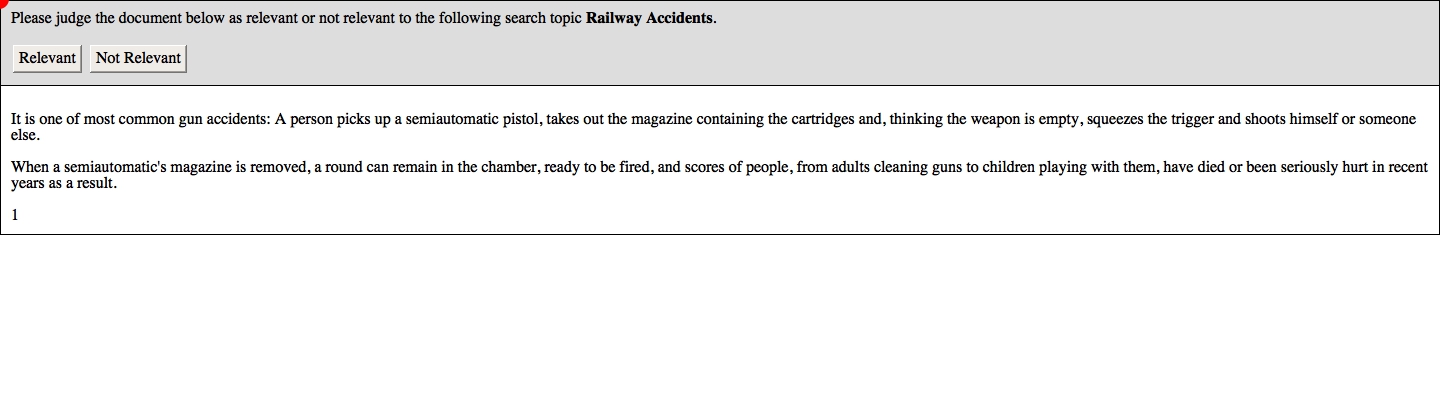 Please judge the document below as relevant or not relevant to the following search topic Railway Accidents.
Relevant Not Relevant
It is one of most common gun accidents: A person picks up a semiautomatic pistol, takes out the magazine containing the cartridges and, thinking the weapon is empty, squeezes the trigger and shoots himself or someone
else.
When a semiautomatic's magazine is removed, a round can remain in the chamber, ready to be fired, and scores of people, from adults cleaning guns to children playing with them, have died or been seriously hurt in recent
years as a result.
1